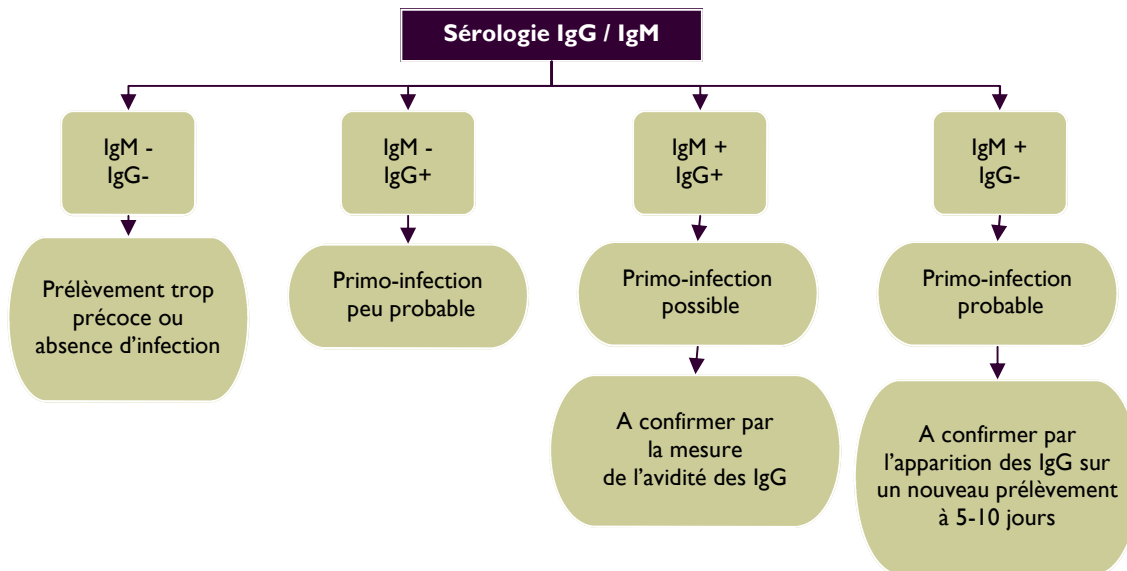 Sérologie IgG / IgM
IgM -
IgG-
IgM -
IgG+
IgM +
IgG+
IgM +
IgG-
Prélèvement trop
précoce ou
absence d’infection
Primo-infection
peu probable
Primo-infection
possible
Primo-infection
probable
A confirmer par
la mesure
de l’avidité des IgG
A confirmer par
l’apparition des IgG sur
un nouveau prélèvement
à 5-10 jours